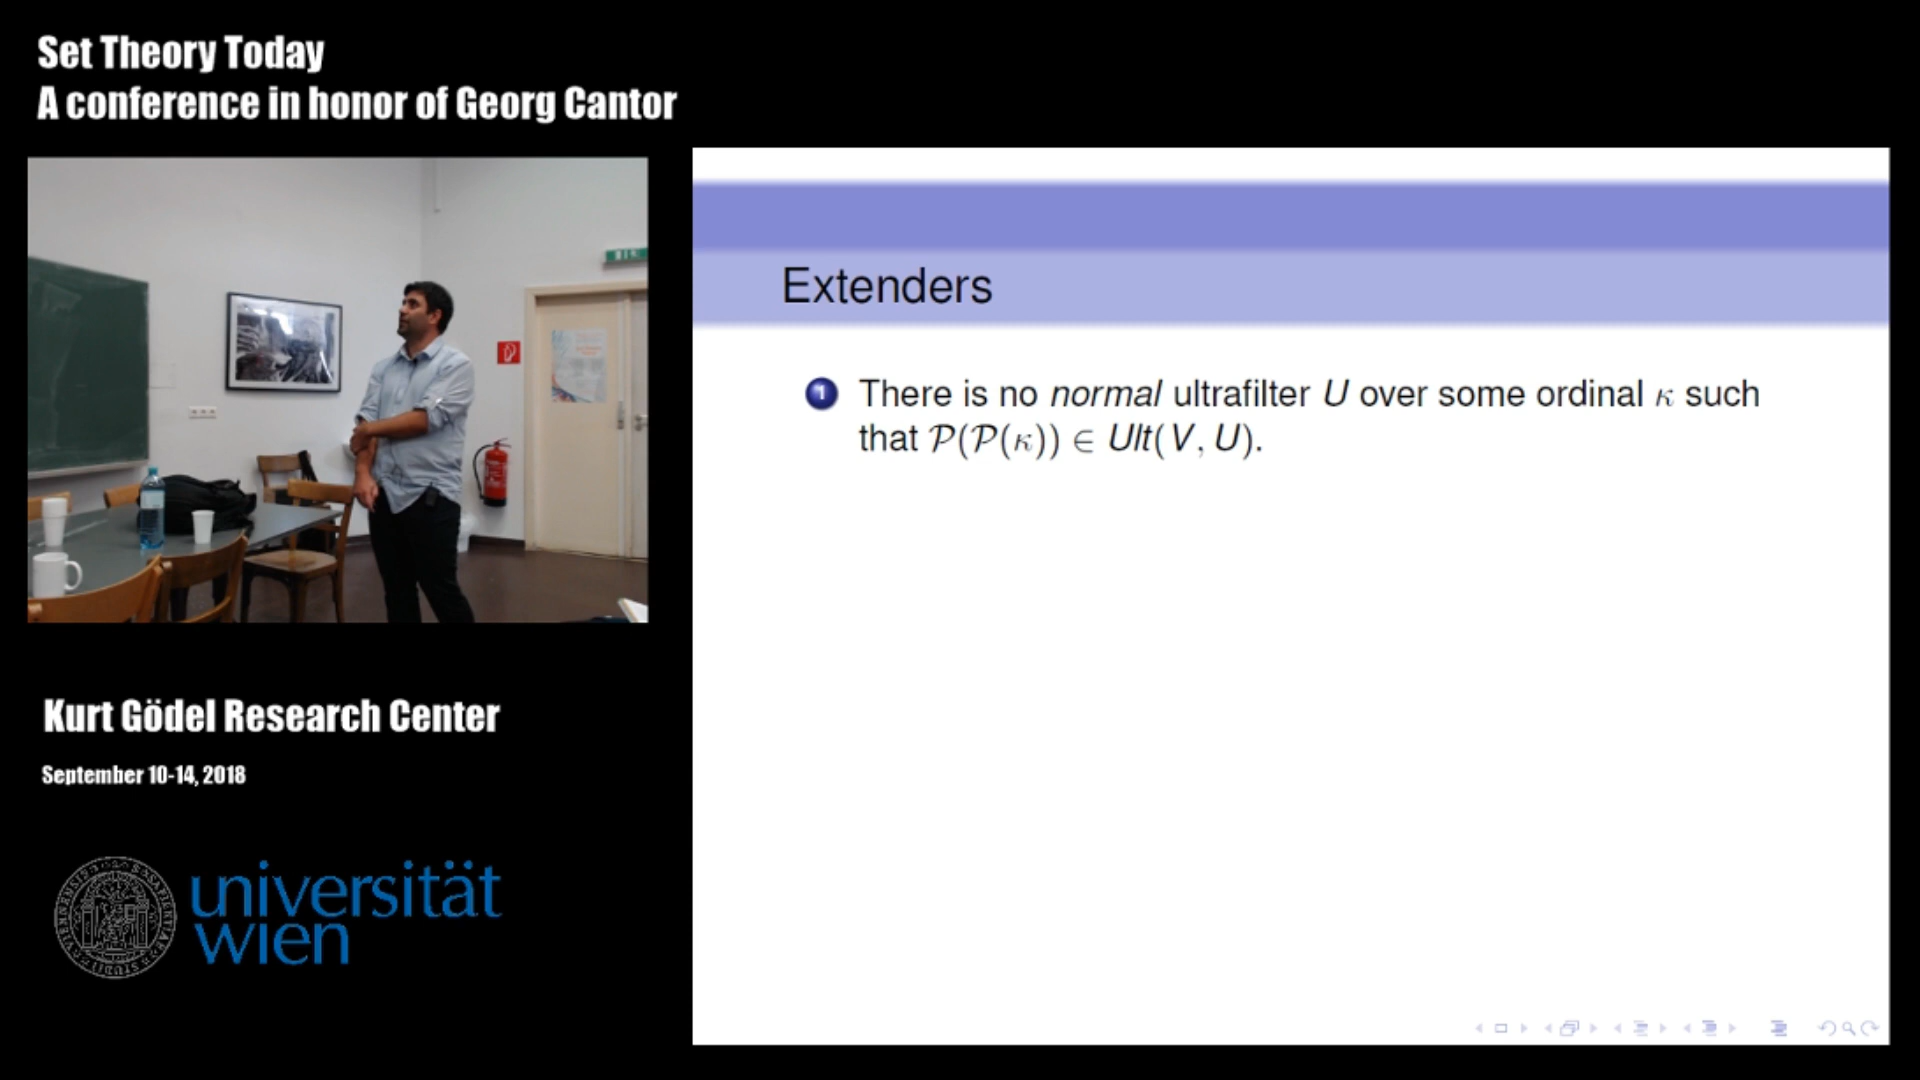 Set Theory Today
A conference in honor of Georg Cantor
Extenders
1 There is no normal ultrafilter U over some ordinal κ such
that 𝒫(𝒫(κ)) ∈ Ult(V, U).
Kurt Gödel Research Center
September 10-14, 2018
universität
wien